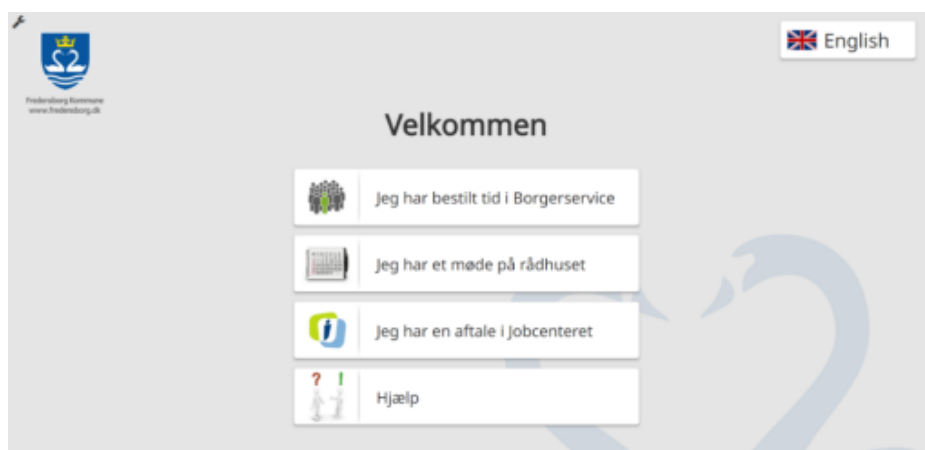 English
Fredensborg Kommune
www.fredensborg.dk
Velkommen
Jeg har bestilt tid i Borgerservice
Jeg har et møde på rådhuset
Jeg har en aftale i Jobcenteret
? !
Hjælp